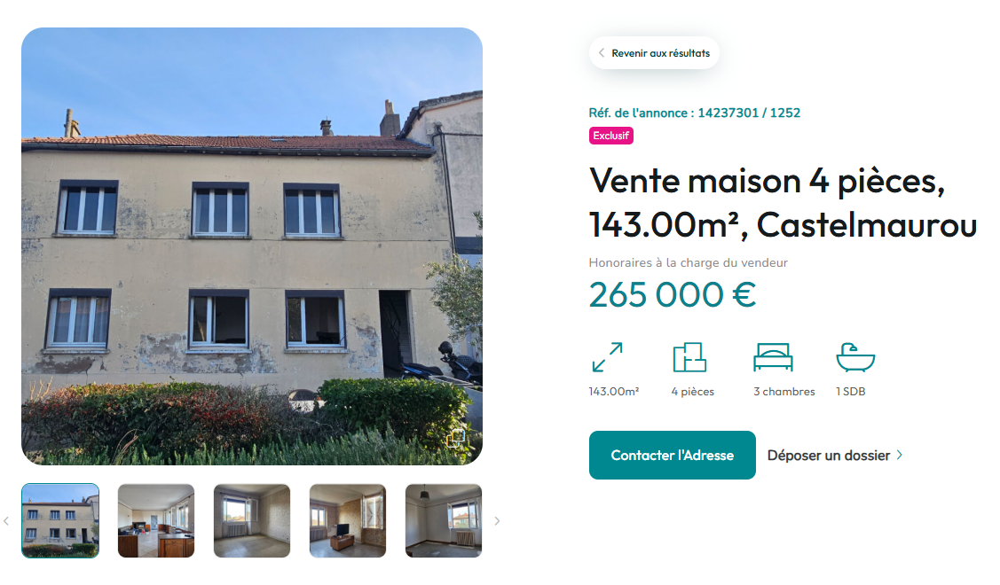 Revenir aux résultats
Réf. de l'annonce : 14237301 / 1252
Exclusif
Vente maison 4 pièces,
143.00m², Castelmaurou
Honoraires à la charge du vendeur
265 000 €
143.00m² 4 pièces 3 chambres 1 SDB
Contacter l'Adresse Déposer un dossier